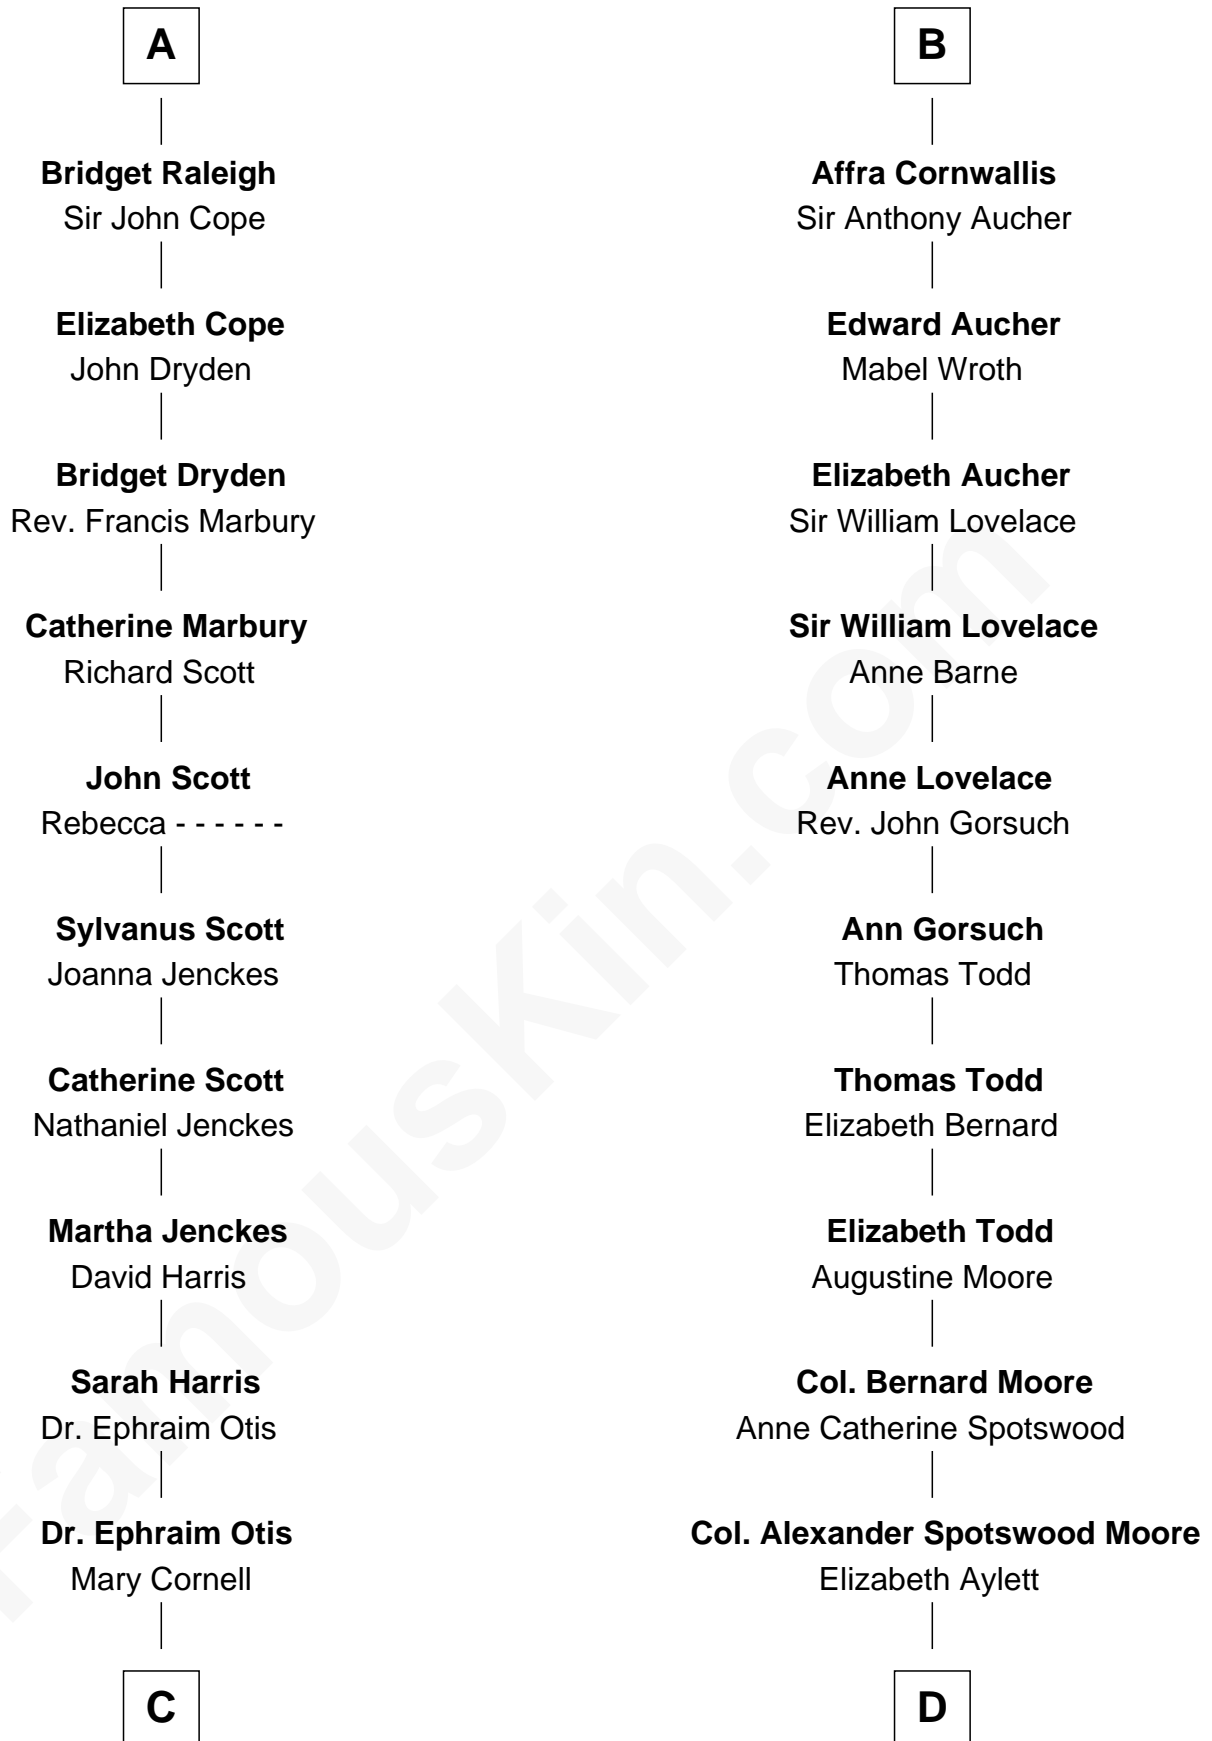 A
Bridget Raleigh
Sir John Cope
Elizabeth Cope
John Dryden
Bridget Dryden
Rev. Francis Marbury
Catherine Marbury
Richard Scott
John Scott
Rebecca - - - - - -
Sylvanus Scott
Joanna Jenckes
Catherine Scott
Nathaniel Jenckes
Martha Jenckes
David Harris
Sarah Harris
Dr. Ephraim Otis
Dr. Ephraim Otis
Mary Cornell
C
B
Affra Cornwallis
Sir Anthony Aucher
Edward Aucher
Mabel Wroth
Elizabeth Aucher
Sir William Lovelace
Sir William Lovelace
Anne Barne
Anne Lovelace
Rev. John Gorsuch
Ann Gorsuch
Thomas Todd
Thomas Todd
Elizabeth Bernard
Elizabeth Todd
Augustine Moore
Col. Bernard Moore
Anne Catherine Spotswood
Col. Alexander Spotswood Moore
Elizabeth Aylett
D
FamousKin.com